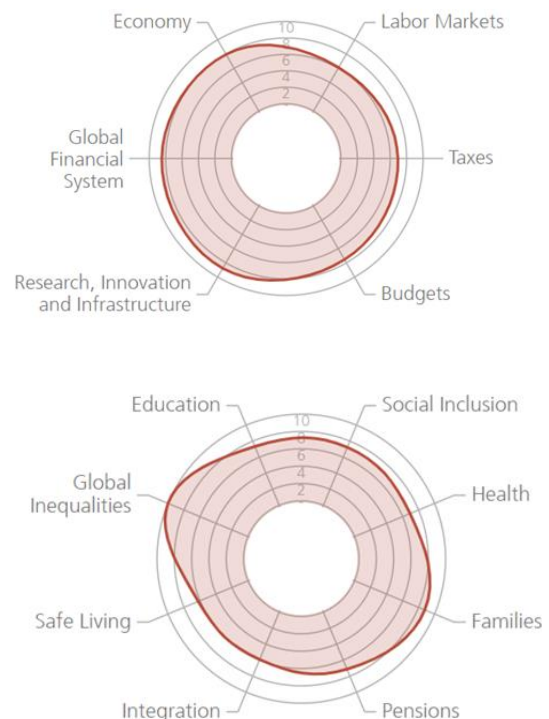 Economy
Labor Markets
10
8
6
4
2
Global
Financial
System
Taxes
Research, Innovation
and Infrastructure
Budgets
Education
Social Inclusion
10
8
6
4
2
Global
Inequalities
Health
Safe Living
Families
Integration
Pensions